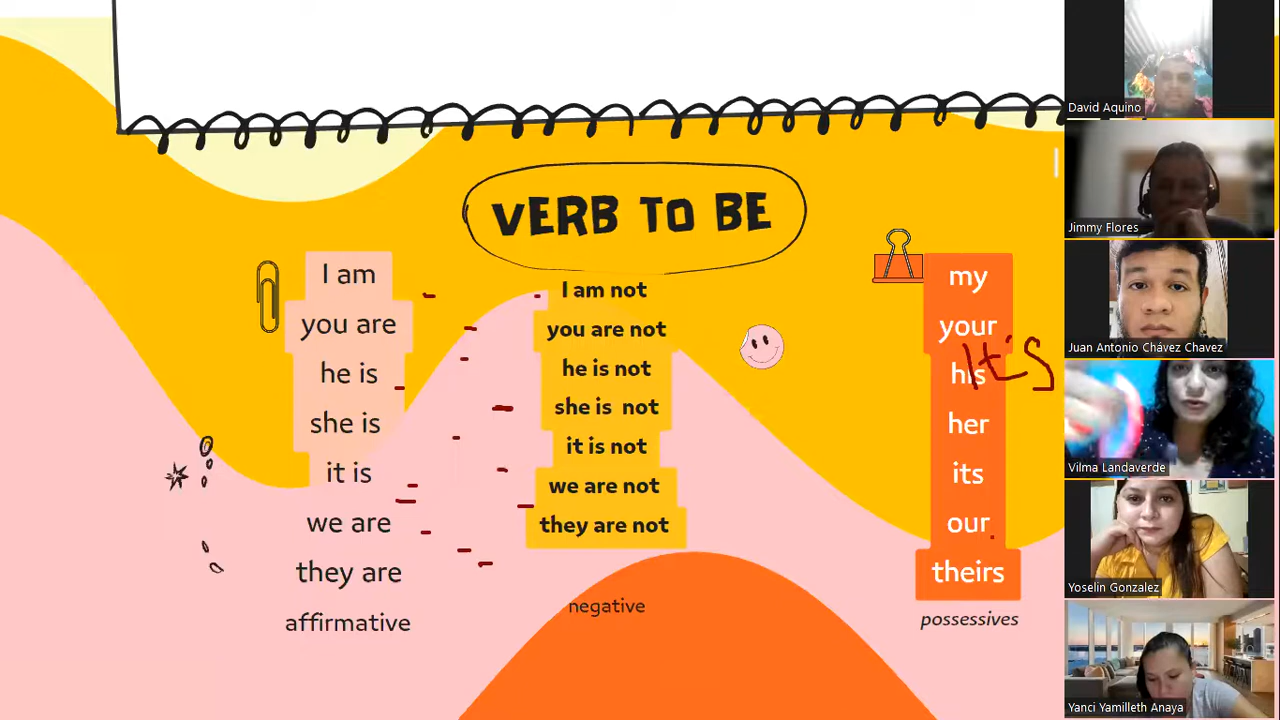 VERB TO BE
I am
you are
he is
she is
it is
we are
they are
affirmative
I am not
you are not
he is not
she is not
it is not
we are not
they are not
negative
my
your
his
It's
her
its
our
theirs
possessives
David Aquino
Jimmy Flores
Juan Antonio Chávez Chavez
Vilma Landaverde
Yoselin Gonzalez
Yanci Yamilleth Anaya